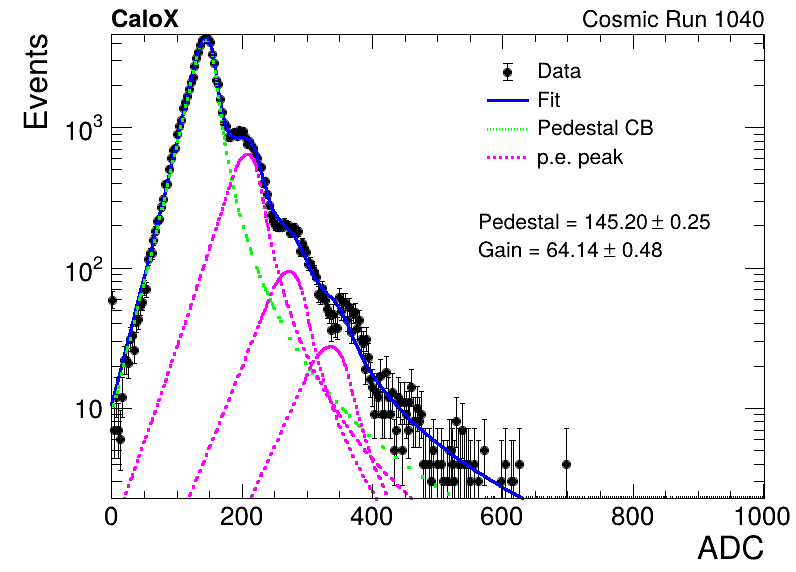 CaloX
Cosmic Run 1040
Events
10³
10²
10
Data
Fit
Pedestal CB
p.e. peak
Pedestal = 145.20 ± 0.25
Gain = 64.14 ± 0.48
0 200 400 600 800 1000
ADC